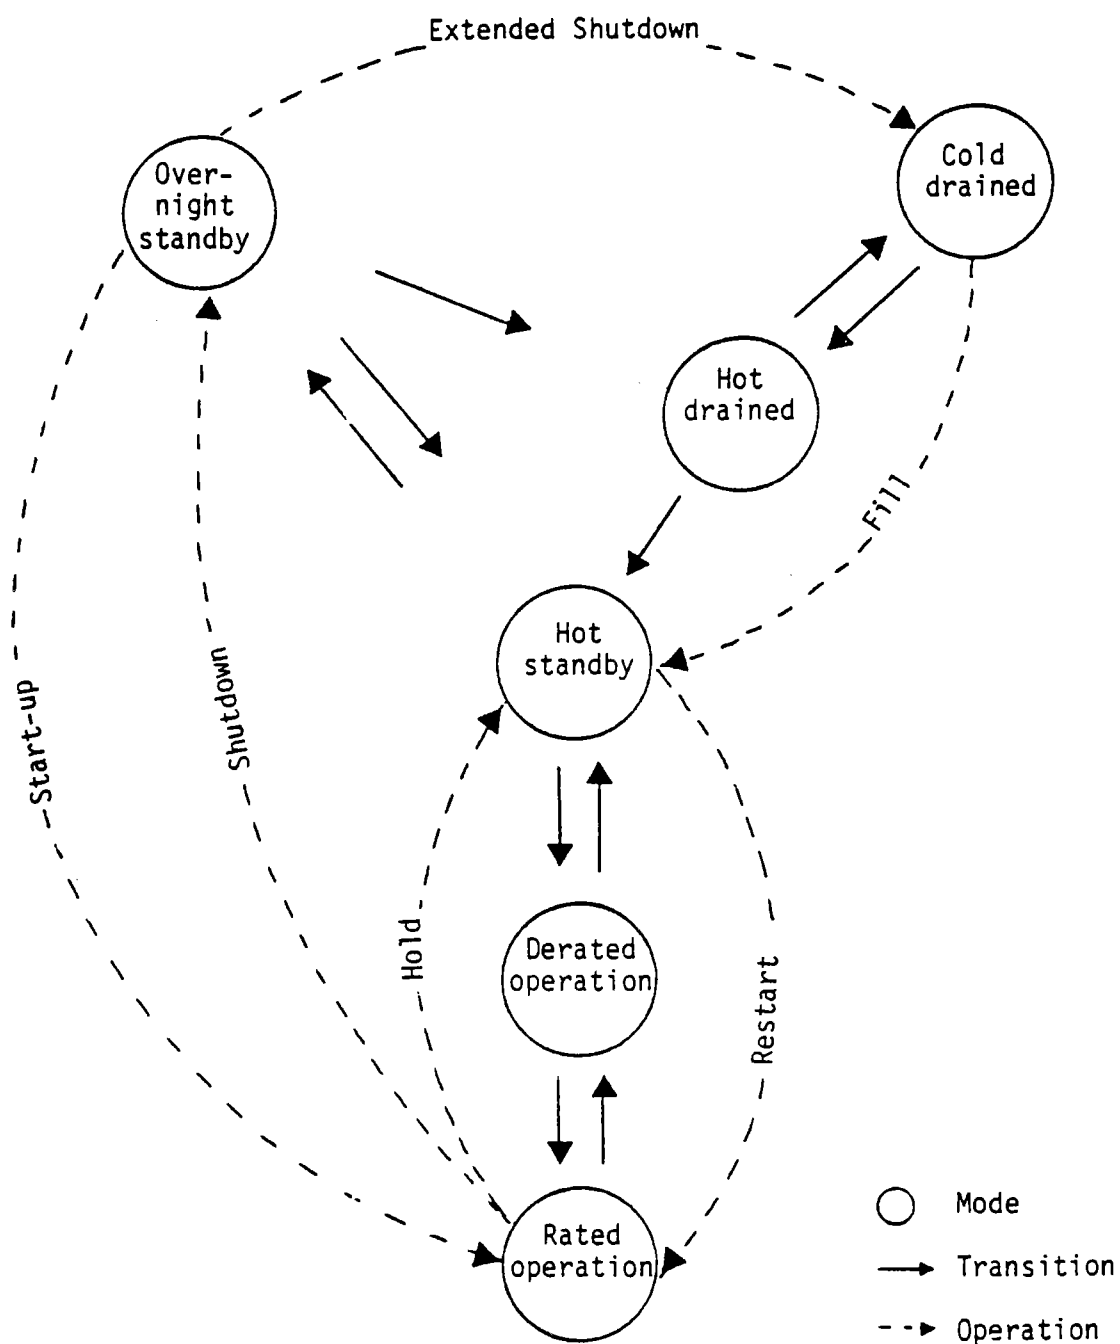 Extended Shutdown
Over-
night
standby
Cold
drained
Hot
drained
Fill
Hot
standby
Start-up
Shutdown
Hold
Derated
operation
Restart
Rated
operation
Mode
Transition
Operation